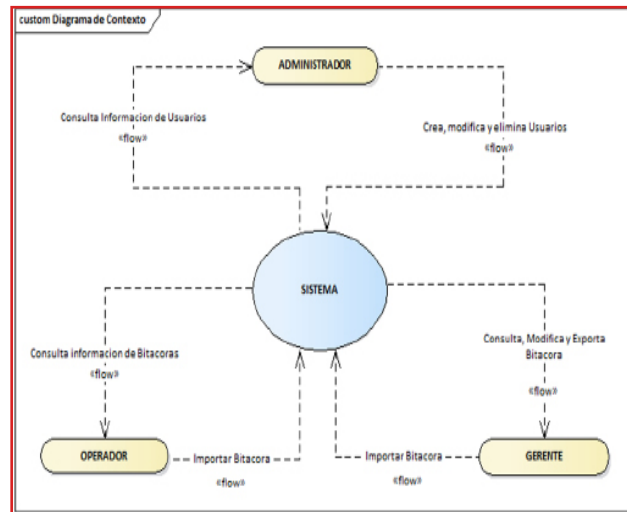 custom Diagrama de Contexto
ADMINISTRADOR
Consulta Informacion de Usuarios
«flow»
Crea, modifica y elimina Usuarios
«flow»
SISTEMA
Consulta informacion de Bitacoras
«flow»
Consulta, Modifica y Exporta
Bitacora
«flow»
OPERADOR
Importar Bitacora
«flow»
Importar Bitacora
«flow»
GERENTE